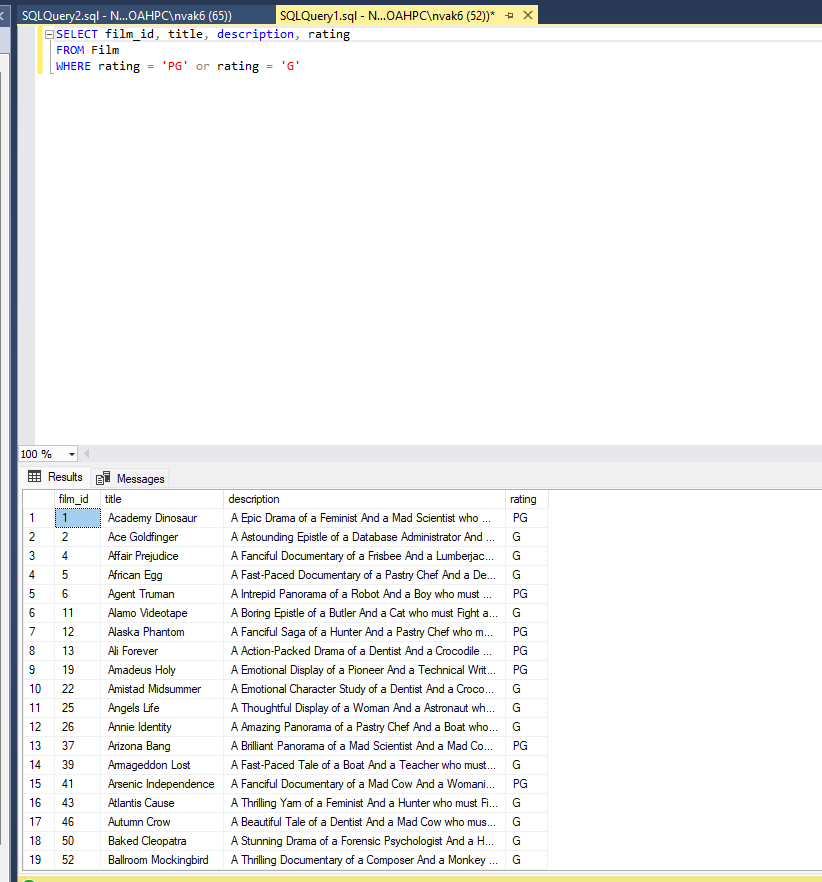 SQLQuery2.sql - N...OAHPC\nvak6 (65)) SQLQuery1.sql - N...OAHPC\nvak6 (52))*
SELECT film_id, title, description, rating
FROM Film
WHERE rating = 'PG' or rating = 'G'
100 %
Results Messages
film_id title description rating
1 1 Academy Dinosaur A Epic Drama of a Feminist And a Mad Scientist who ... PG
2 2 Ace Goldfinger A Astounding Epistle of a Database Administrator And ... G
3 4 Affair Prejudice A Fanciful Documentary of a Frisbee And a Lumberjac... G
4 5 African Egg A Fast-Paced Documentary of a Pastry Chef And a De... G
5 6 Agent Truman A Intrepid Panorama of a Robot And a Boy who must ... PG
6 11 Alamo Videotape A Boring Epistle of a Butler And a Cat who must Fight a... G
7 12 Alaska Phantom A Fanciful Saga of a Hunter And a Pastry Chef who m... PG
8 13 Ali Forever A Action-Packed Drama of a Dentist And a Crocodile ... PG
9 19 Amadeus Holy A Emotional Display of a Pioneer And a Technical Writ... PG
10 22 Amistad Midsummer A Emotional Character Study of a Dentist And a Croco... G
11 25 Angels Life A Thoughtful Display of a Woman And a Astronaut wh... G
12 26 Annie Identity A Amazing Panorama of a Pastry Chef And a Boat who... G
13 37 Arizona Bang A Brilliant Panorama of a Mad Scientist And a Mad Co... PG
14 39 Armageddon Lost A Fast-Paced Tale of a Boat And a Teacher who must... G
15 41 Arsenic Independence A Fanciful Documentary of a Mad Cow And a Womani... PG
16 43 Atlantis Cause A Thrilling Yarn of a Feminist And a Hunter who must Fi... G
17 46 Autumn Crow A Beautiful Tale of a Dentist And a Mad Cow who mus... G
18 50 Baked Cleopatra A Stunning Drama of a Forensic Psychologist And a H... G
19 52 Ballroom Mockingbird A Thrilling Documentary of a Composer And a Monkey ... G